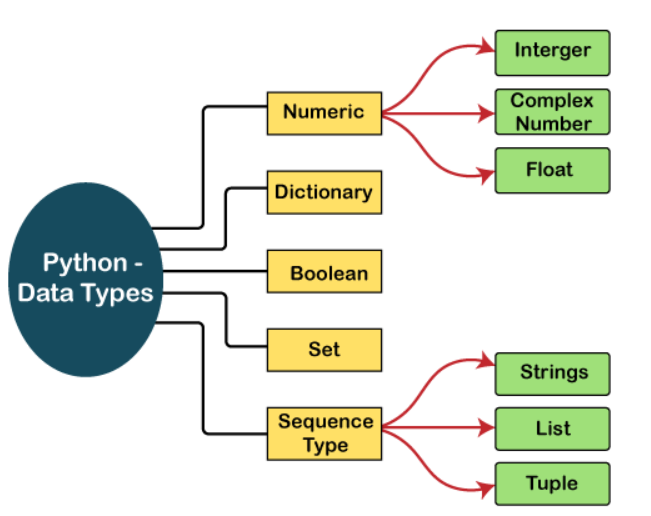 Python -
Data Types
Numeric
Dictionary
Boolean
Set
Sequence
Type
Interger
Complex
Number
Float
Strings
List
Tuple